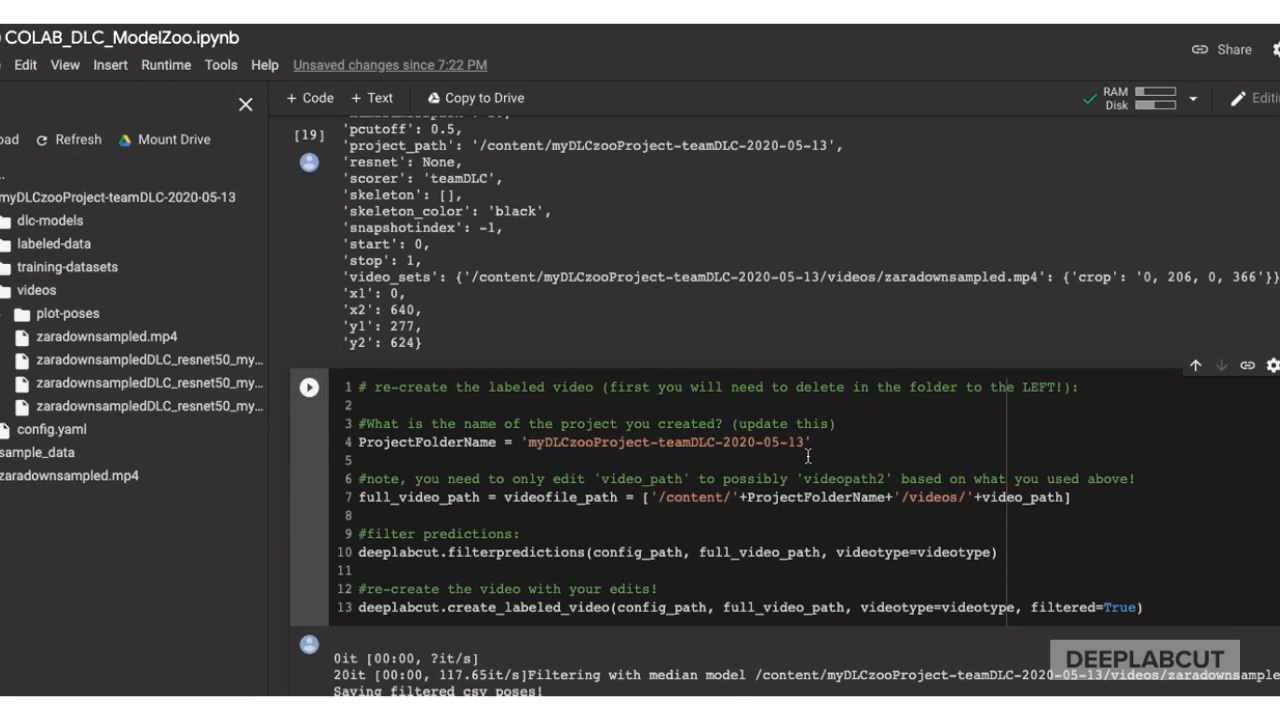 COLAB_DLC_ModelZoo.ipynb
Edit View Insert Runtime Tools Help Unsaved changes since 7:22 PM
Share
+ Code + Text Copy to Drive
RAM
Disk
Refresh Mount Drive
..
myDLCzooProject-teamDLC-2020-05-13
dlc-models
labeled-data
training-datasets
videos
plot-poses
zaradownsampled.mp4
zaradownsampledDLC_resnet50_my...
zaradownsampledDLC_resnet50_my...
zaradownsampledDLC_resnet50_my...
config.yaml
sample_data
zaradownsampled.mp4
[19]
'pcutoff': 0.5,
'project_path': '/content/myDLCzooProject-teamDLC-2020-05-13',
'resnet': None,
'scorer': 'teamDLC',
'skeleton': [],
'skeleton_color': 'black',
'snapshotindex': -1,
'start': 0,
'stop': 1,
'video_sets': {'/content/myDLCzooProject-teamDLC-2020-05-13/videos/zaradownsampled.mp4': {'crop': '0, 206, 0, 366'}}
'x1': 0,
'x2': 640,
'y1': 277,
'y2': 624}
1 # re-create the labeled video (first you will need to delete in the folder to the LEFT!):
2
3 #What is the name of the project you created? (update this)
4 ProjectFolderName = 'myDLCzooProject-teamDLC-2020-05-13'
5
6 #note, you need to only edit 'video_path' to possibly 'videopath2' based on what you used above!
7 full_video_path = videofile_path = ['/content/'+ProjectFolderName+'/videos/'+video_path]
8
9 #filter predictions:
10 deeplabcut.filterpredictions(config_path, full_video_path, videotype=videotype)
11
12 #re-create the video with your edits!
13 deeplabcut.create_labeled_video(config_path, full_video_path, videotype=videotype, filtered=True)
0it [00:00, ?it/s]
20it [00:00, 117.65it/s]Filtering with median model /content/myDLCzooProject-teamDLC-2020-05-13/videos/zaradownsample
Saving filtered csv poses!
DEEPLABCUT